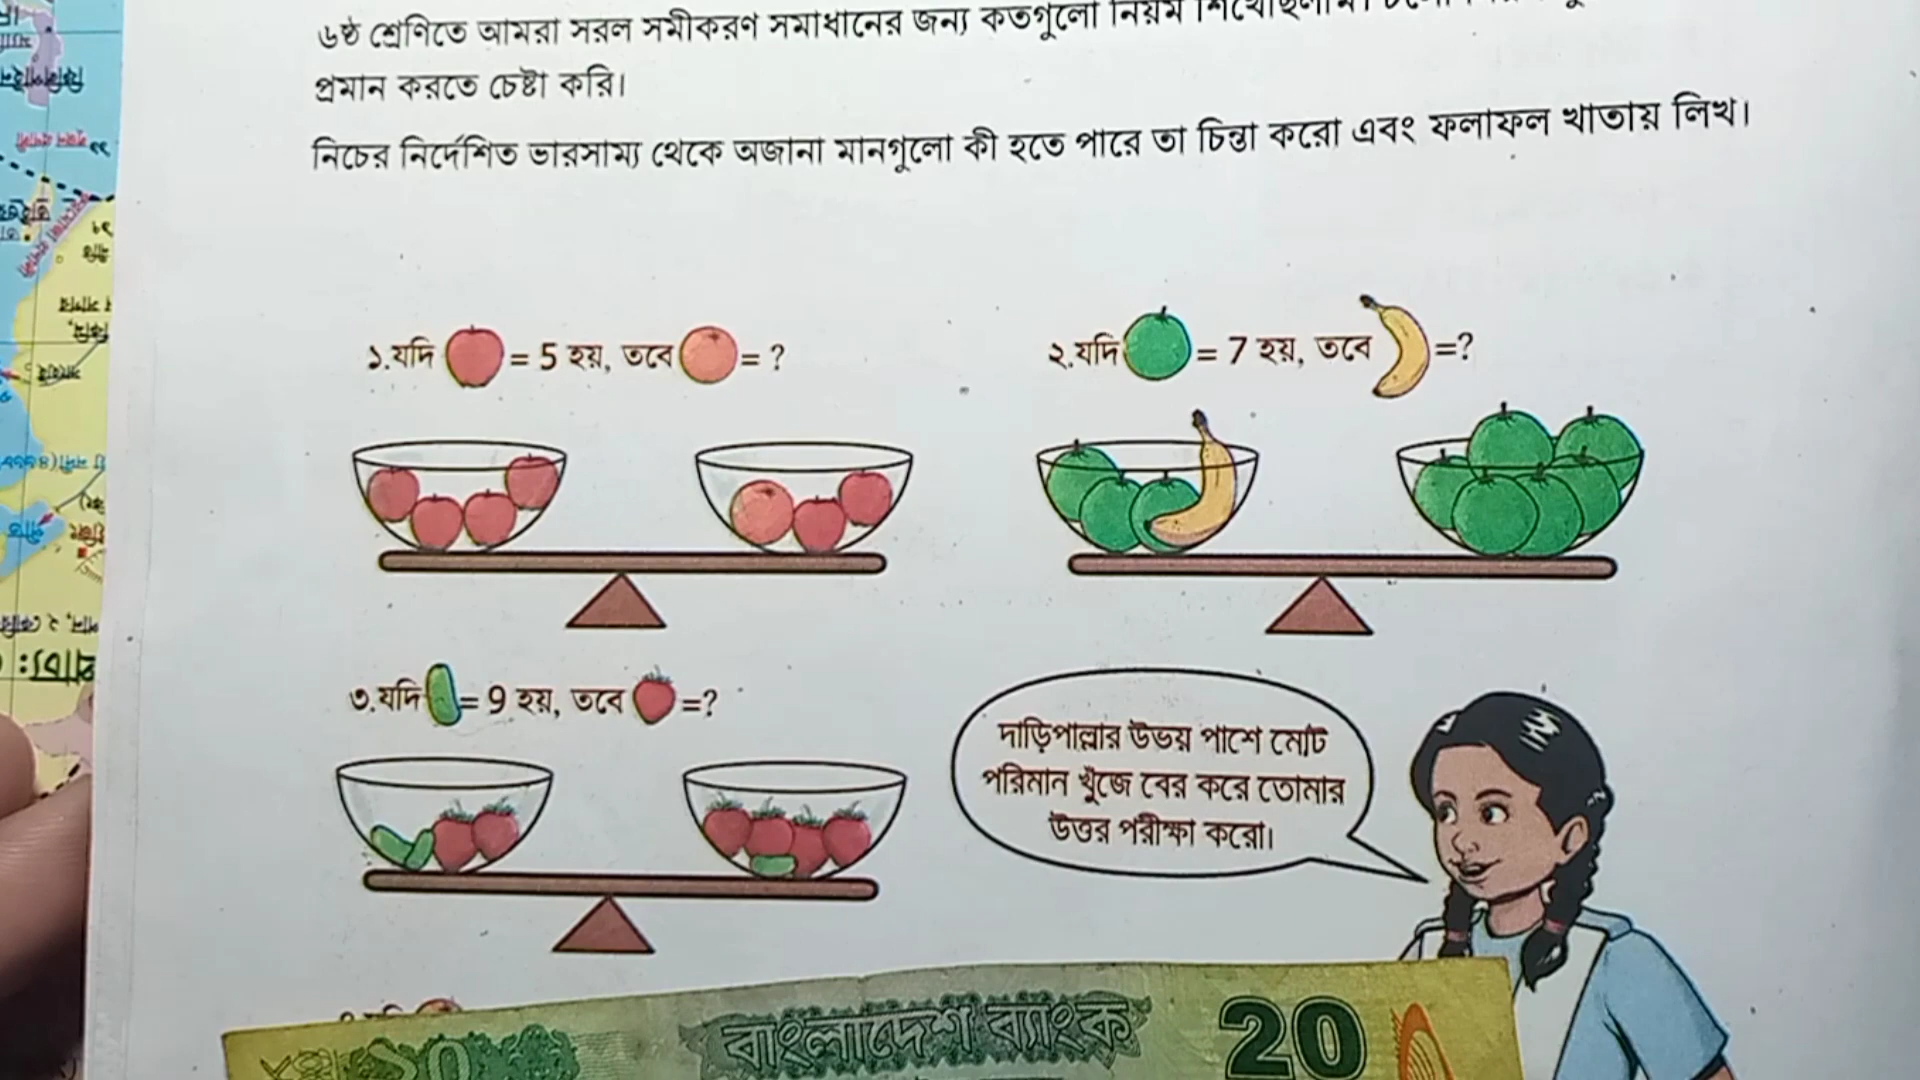 ৬ষ্ঠ শ্রেণিতে আমরা সরল সমীকরণ সমাধানের জন্য কতগুলো নিয়ম শিখেছিলাম।
প্রমান করতে চেষ্টা করি।
নিচের নির্দেশিত ভারসাম্য থেকে অজানা মানগুলো কী হতে পারে তা চিন্তা করো এবং ফলাফল খাতায় লিখ।
১.যদি = 5 হয়, তবে = ?
২.যদি = 7 হয়, তবে =?
৩.যদি = 9 হয়, তবে =?
দাড়িপাল্লার উভয় পাশে মোট
পরিমান খুঁজে বের করে তোমার
উত্তর পরীক্ষা করো।
বাংলাদেশ ব্যাংক
20